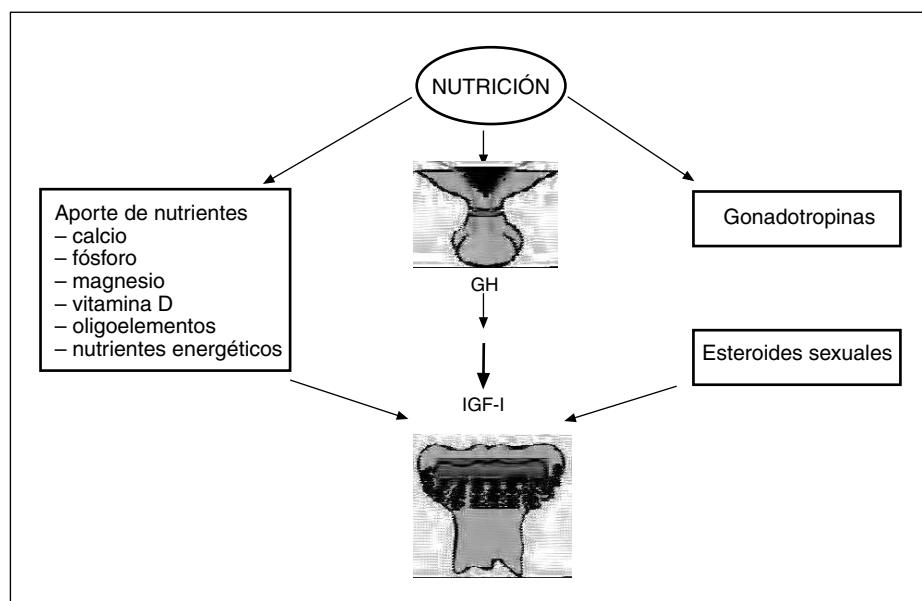 NUTRICIÓN
Aporte de nutrientes
– calcio
– fósforo
– magnesio
– vitamina D
– oligoelementos
– nutrientes energéticos
GH
IGF-I
Gonadotropinas
Esteroides sexuales